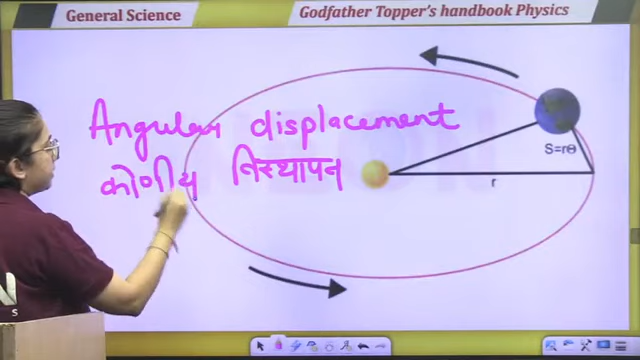 General Science
Godfather Topper's handbook Physics
Angular displacement
कोणीय विस्थापन
S=rΘ
r
N
S